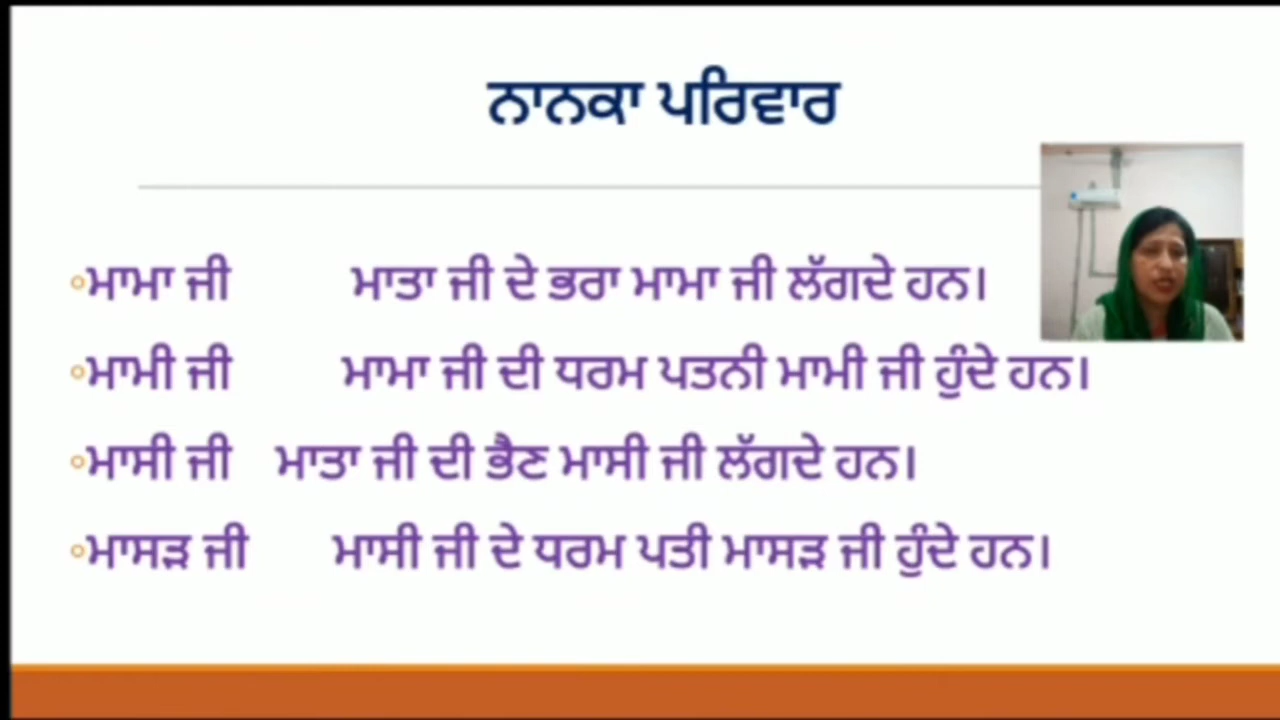 ਨਾਨਕਾ ਪਰਿਵਾਰ
ਮਾਮਾ ਜੀ ਮਾਤਾ ਜੀ ਦੇ ਭਰਾ ਮਾਮਾ ਜੀ ਲੱਗਦੇ ਹਨ।
ਮਾਮੀ ਜੀ ਮਾਮਾ ਜੀ ਦੀ ਧਰਮ ਪਤਨੀ ਮਾਮੀ ਜੀ ਹੁੰਦੇ ਹਨ।
ਮਾਸੀ ਜੀ ਮਾਤਾ ਜੀ ਦੀ ਭੈਣ ਮਾਸੀ ਜੀ ਲੱਗਦੇ ਹਨ।
ਮਾਸੜ ਜੀ ਮਾਸੀ ਜੀ ਦੇ ਧਰਮ ਪਤੀ ਮਾਸੜ ਜੀ ਹੁੰਦੇ ਹਨ।